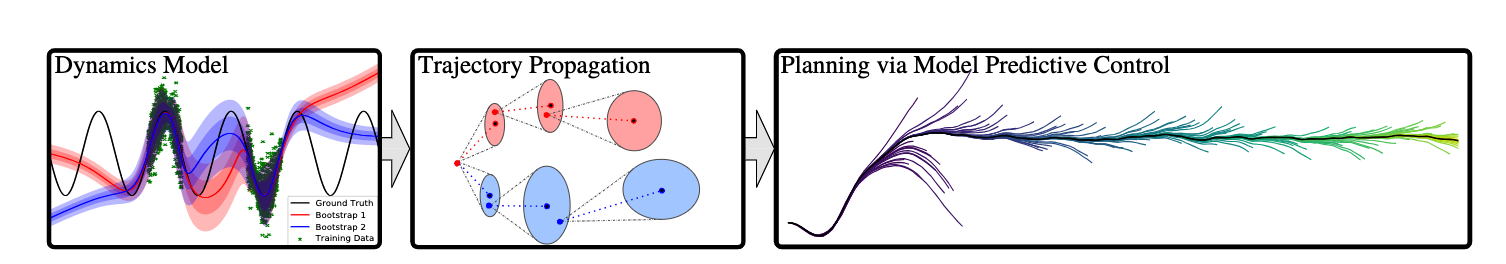 Dynamics Model
Ground Truth
Bootstrap 1
Bootstrap 2
Training Data
Trajectory Propagation
Planning via Model Predictive Control